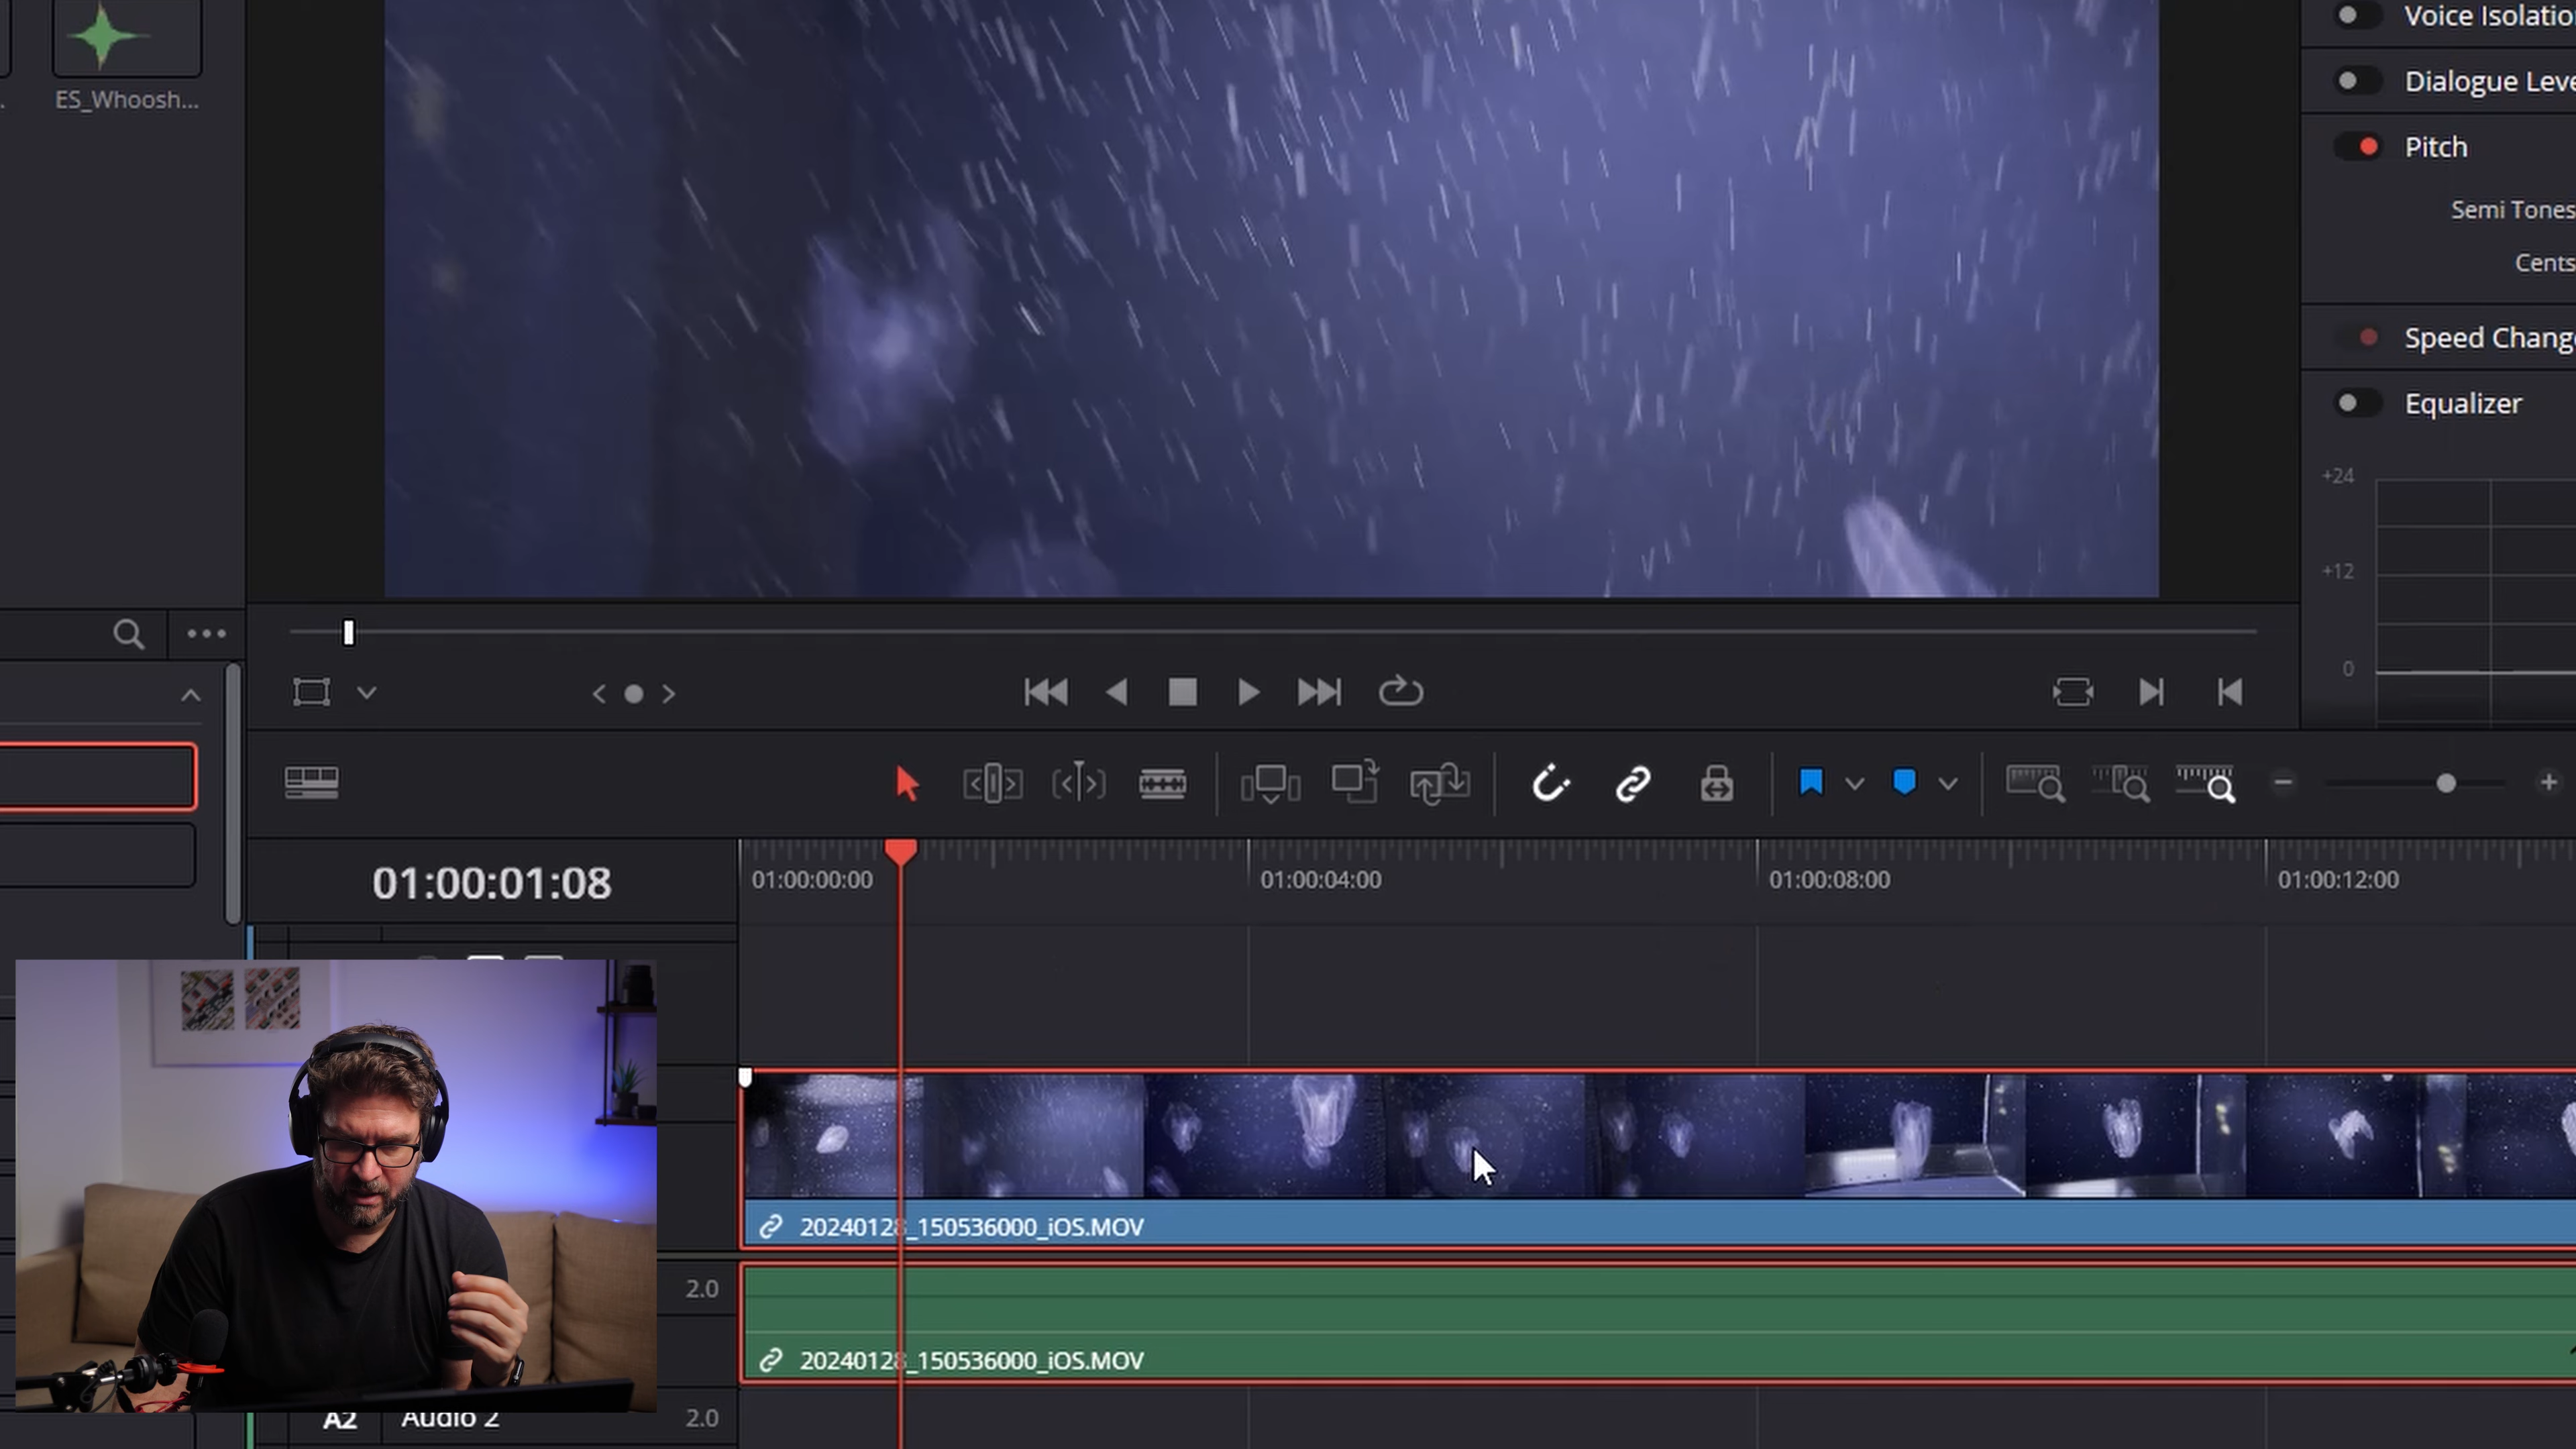 ES_Whoosh...
Voice Isolatio
Dialogue Leve
Pitch
Semi Tones
Cents
Speed Chang
Equalizer
+24
+12
0
01:00:01:08
01:00:00:00
01:00:04:00
01:00:08:00
01:00:12:00
20240128_150536000_iOS.MOV
2.0
20240128_150536000_iOS.MOV
A2 Audio 2 2.0